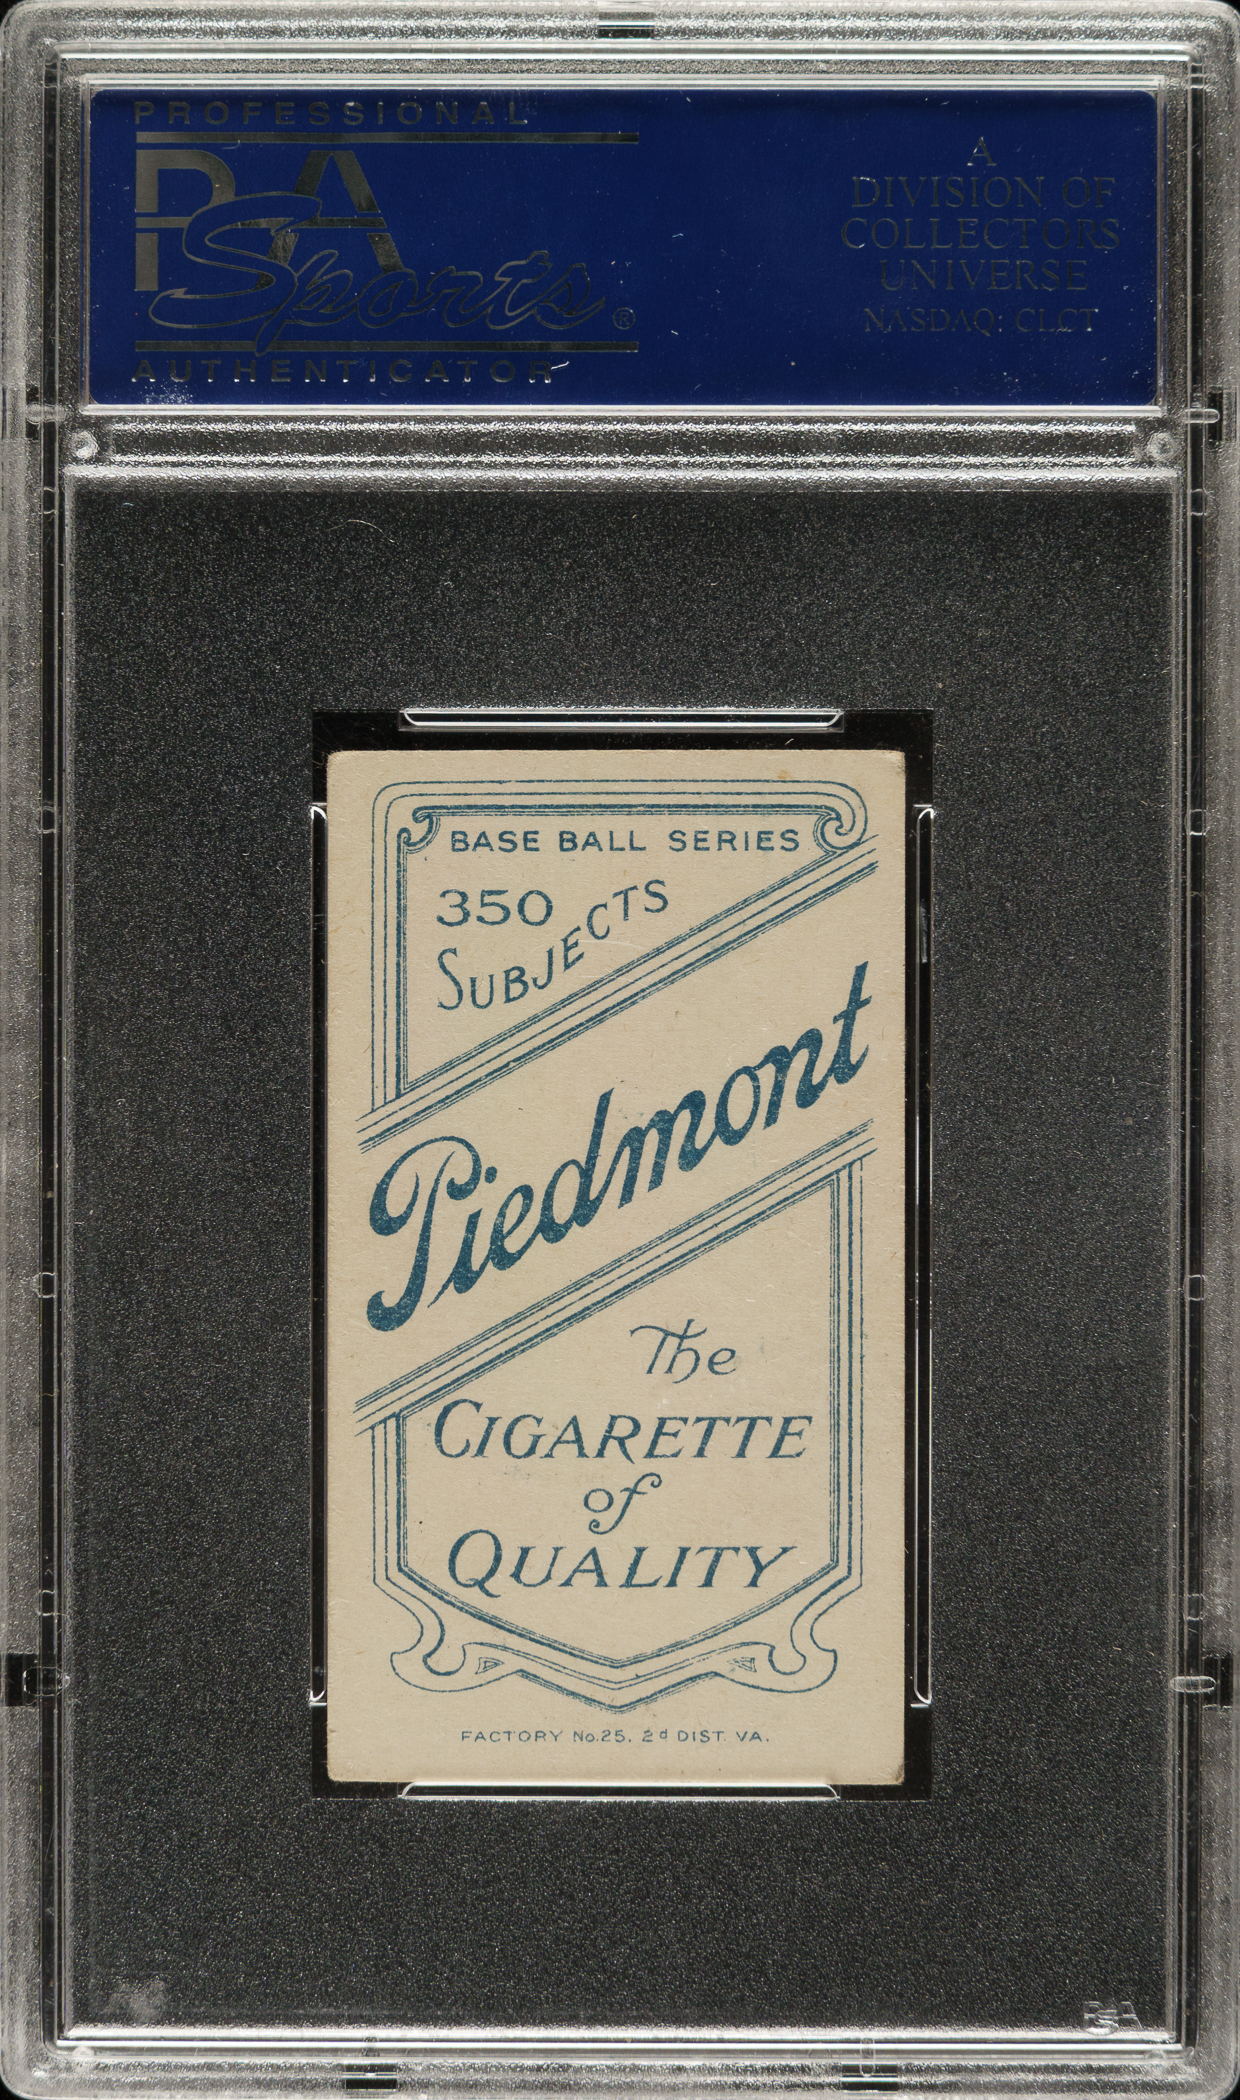 PROFESSIONAL
PSA
Sports®
AUTHENTICATOR
A
DIVISION OF
COLLECTORS
UNIVERSE
NASDAQ: CLCT
BASE BALL SERIES
350
SUBJECTS
Piedmont
The
CIGARETTE
of
QUALITY
FACTORY No. 25. 2d DIST. VA.
PSA